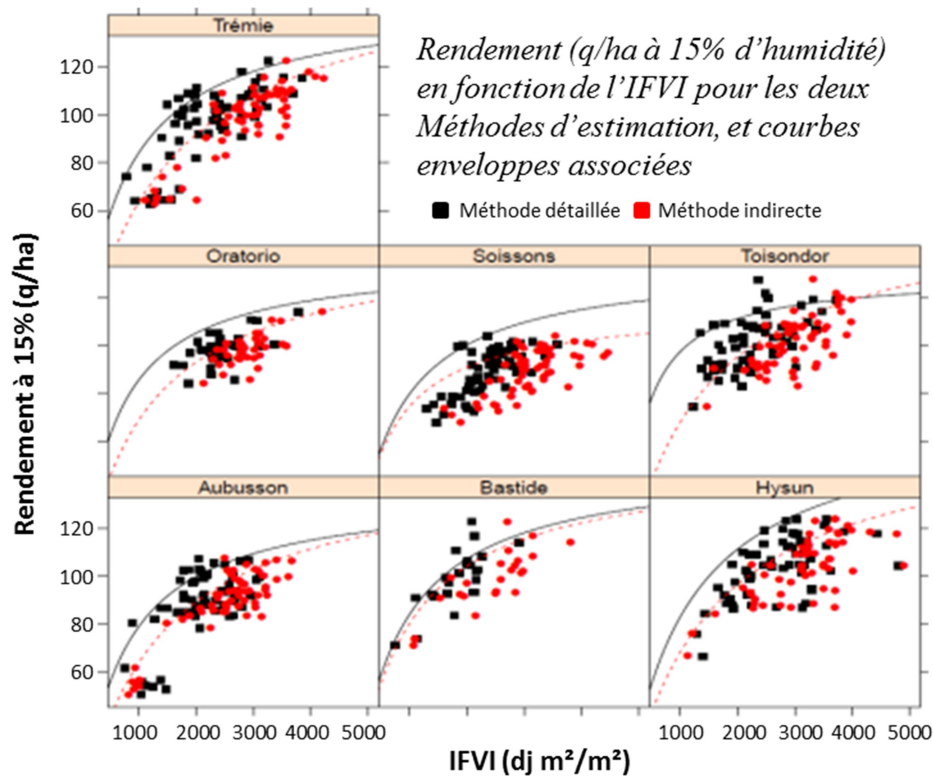 Trémie
Rendement (q/ha à 15% d’humidité)
en fonction de l’IFVI pour les deux
Méthodes d’estimation, et courbes
enveloppes associées
Méthode détaillée Méthode indirecte
120
100
80
60
Oratorio Soissons Toisondor
Rendement à 15% (q/ha)
Aubusson Bastide Hysun
120
100
80
60
1000 2000 3000 4000 5000 1000 2000 3000 4000 5000
IFVI (dj m²/m²)